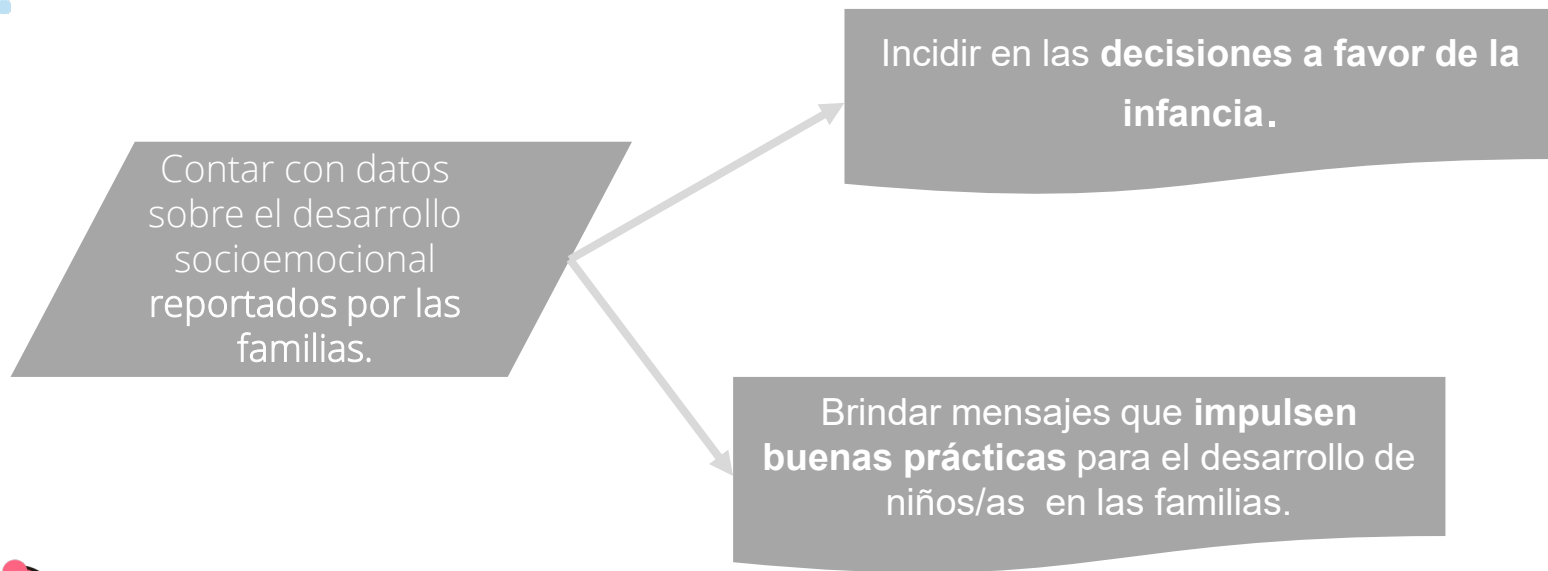 Incidir en las decisiones a favor de la
infancia.
Contar con datos
sobre el desarrollo
socioemocional
reportados por las
familias.
Brindar mensajes que impulsen
buenas prácticas para el desarrollo de
niños/as en las familias.